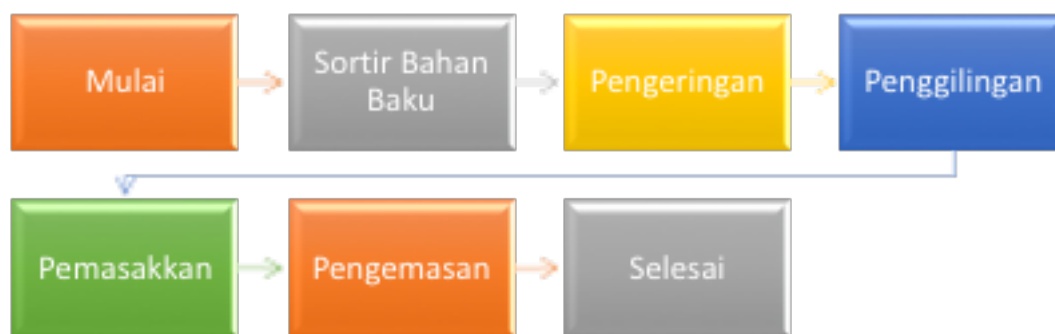 Mulai
Sortir Bahan
Baku
Pengeringan
Penggilingan
Pemasakkan
Pengemasan
Selesai